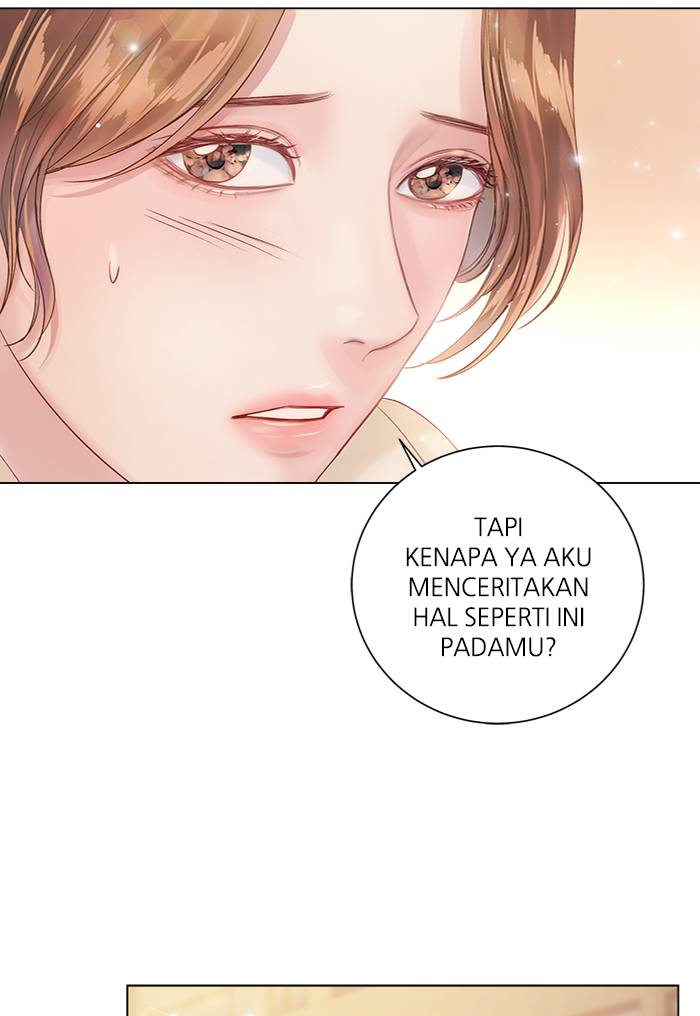 TAPI
KENAPA YA AKU
MENCERITAKAN
HAL SEPERTI INI
PADAMU?